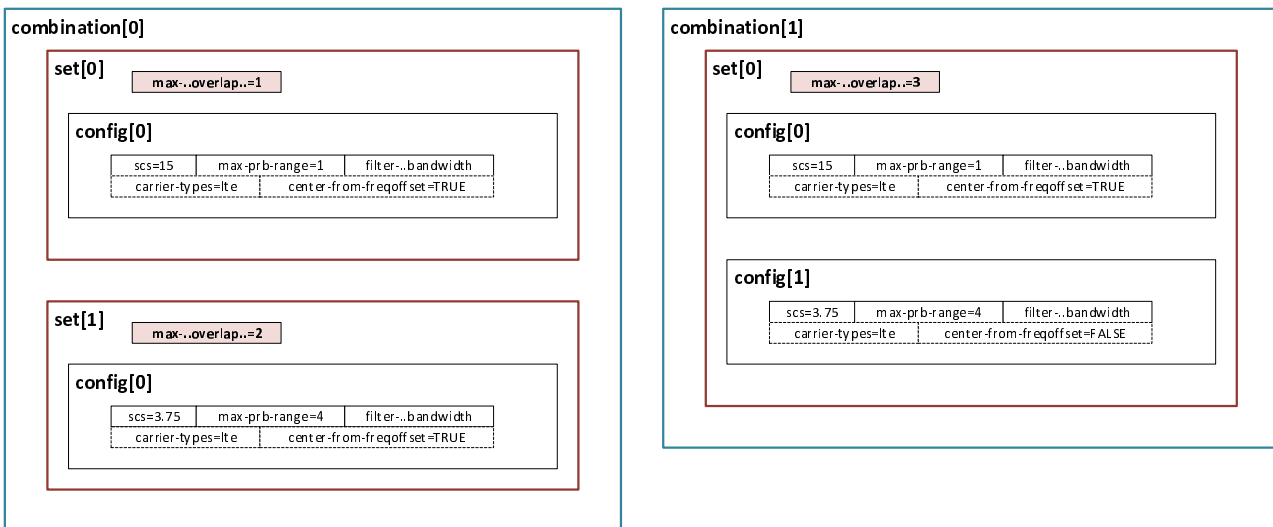 combination[0]
set[0]
max-..overlap..=1
config[0]
scs=15 max-prb-range=1 filter-..bandwidth
carrier-types=lte center-from-freqoffset=TRUE
set[1]
max-..overlap..=2
config[0]
scs=3.75 max-prb-range=4 filter-..bandwidth
carrier-types=lte center-from-freqoffset=TRUE
combination[1]
set[0]
max-..overlap..=3
config[0]
scs=15 max-prb-range=1 filter-..bandwidth
carrier-types=lte center-from-freqoffset=TRUE
config[1]
scs=3.75 max-prb-range=4 filter-..bandwidth
carrier-types=lte center-from-freqoffset=FALSE